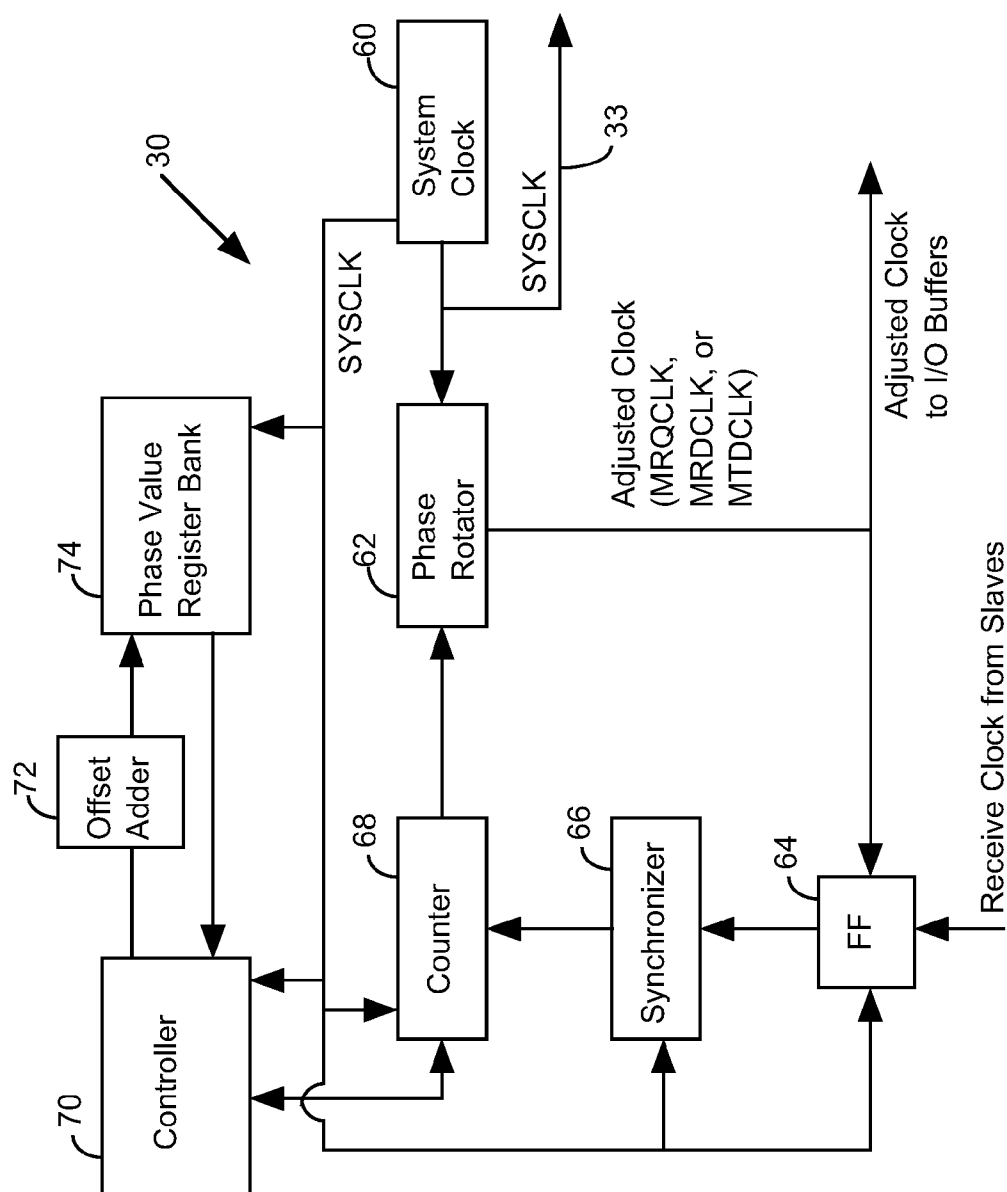 30
70
Controller
72
Offset
Adder
74
Phase Value
Register Bank
SYSCLK
68
Counter
62
Phase
Rotator
60
System
Clock
SYSCLK
33
66
Synchronizer
Adjusted Clock
(MRQCLK,
MRDCLK, or
MTDCLK)
64
FF
Adjusted Clock
to I/O Buffers
Receive Clock from Slaves